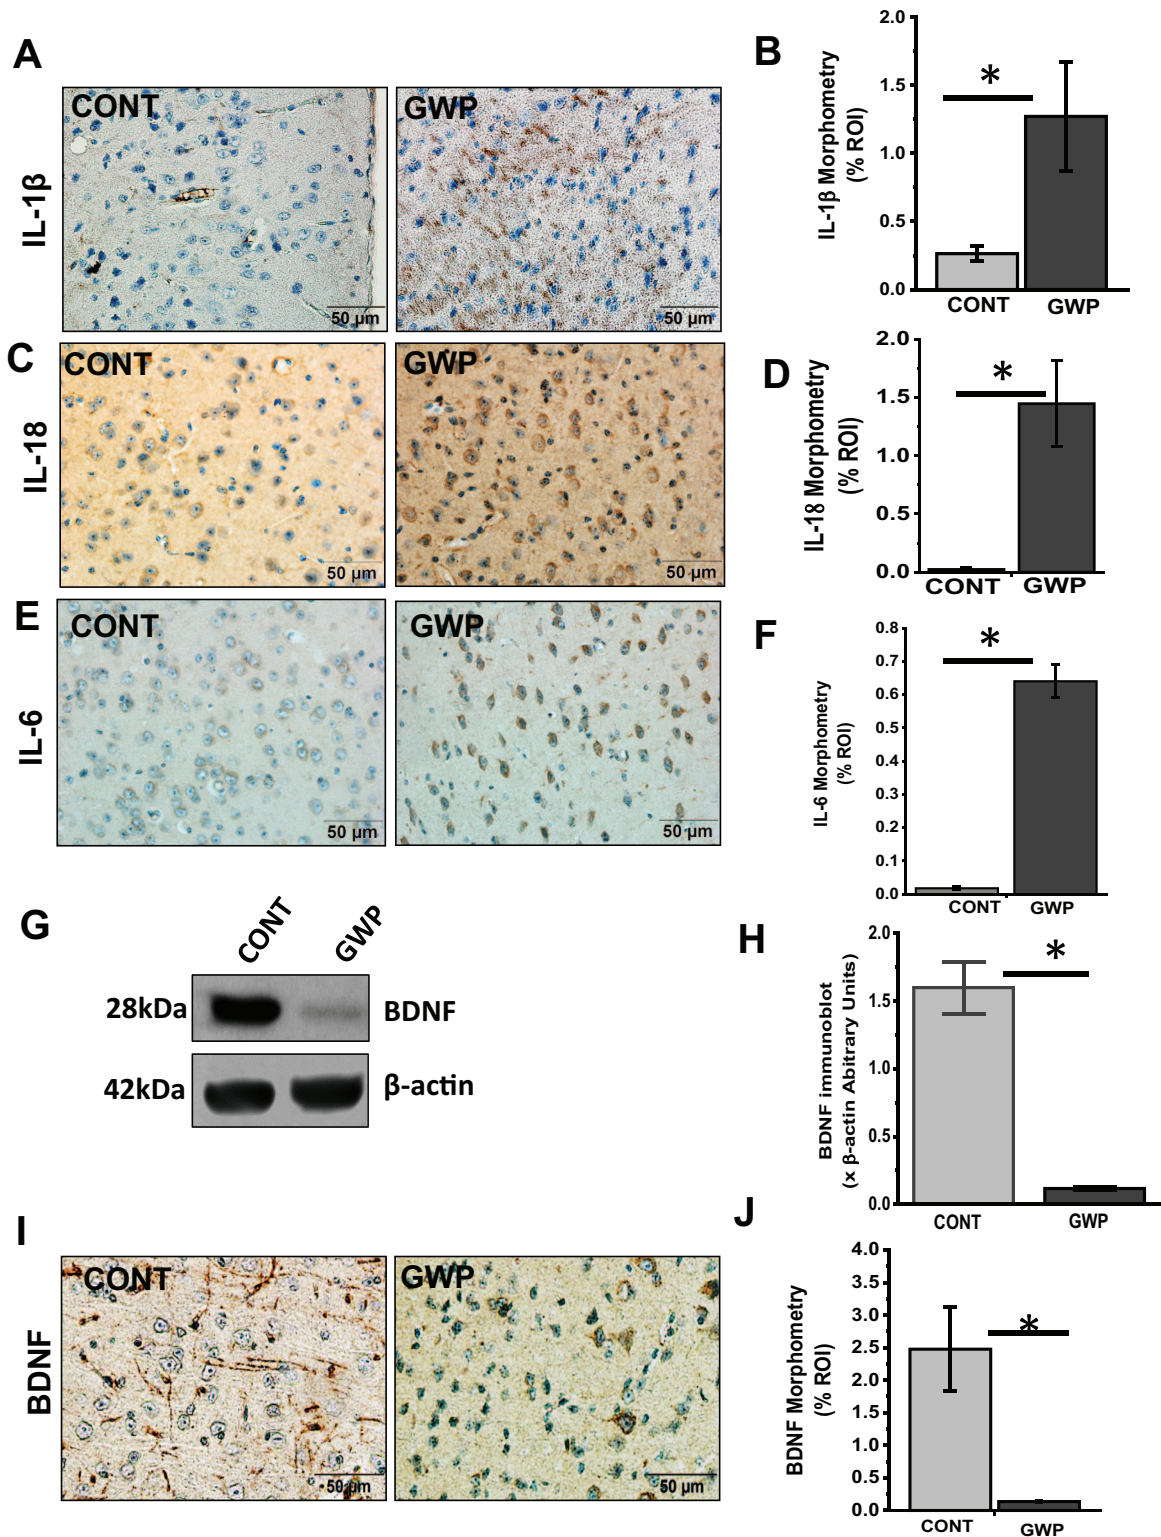 A
CONT
GWP
IL-1β
50 µm
50 µm
B
2.0
1.5
1.0
0.5
0.0
IL-1β Morphometry
(% ROI)
*
CONT
GWP
C
CONT
GWP
IL-18
50 µm
50 µm
D
2.0
1.5
1.0
0.5
0.0
IL-18 Morphometry
(% ROI)
*
CONT
GWP
E
CONT
GWP
IL-6
50 µm
50 µm
F
0.8
0.7
0.6
0.5
0.4
0.3
0.2
0.1
0.0
IL-6 Morphometry
(% ROI)
*
CONT
GWP
G
CONT
GWP
28kDa
BDNF
42kDa
β-actin
H
2.0
1.5
1.0
0.5
0.0
BDNF immunoblot
(x β-actin Abitrary Units)
*
CONT
GWP
I
CONT
GWP
BDNF
50 µm
50 µm
J
4.0
3.5
3.0
2.5
2.0
1.5
1.0
0.5
0.0
BDNF Morphometry
(% ROI)
*
CONT
GWP